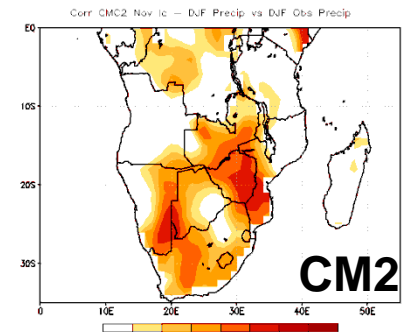 Corr CMC2 Nov Ic — DJF Precip vs DJF Obs Precip
EQ
10S
20S
30S
CM2
0 10E 20E 30E 40E 50E